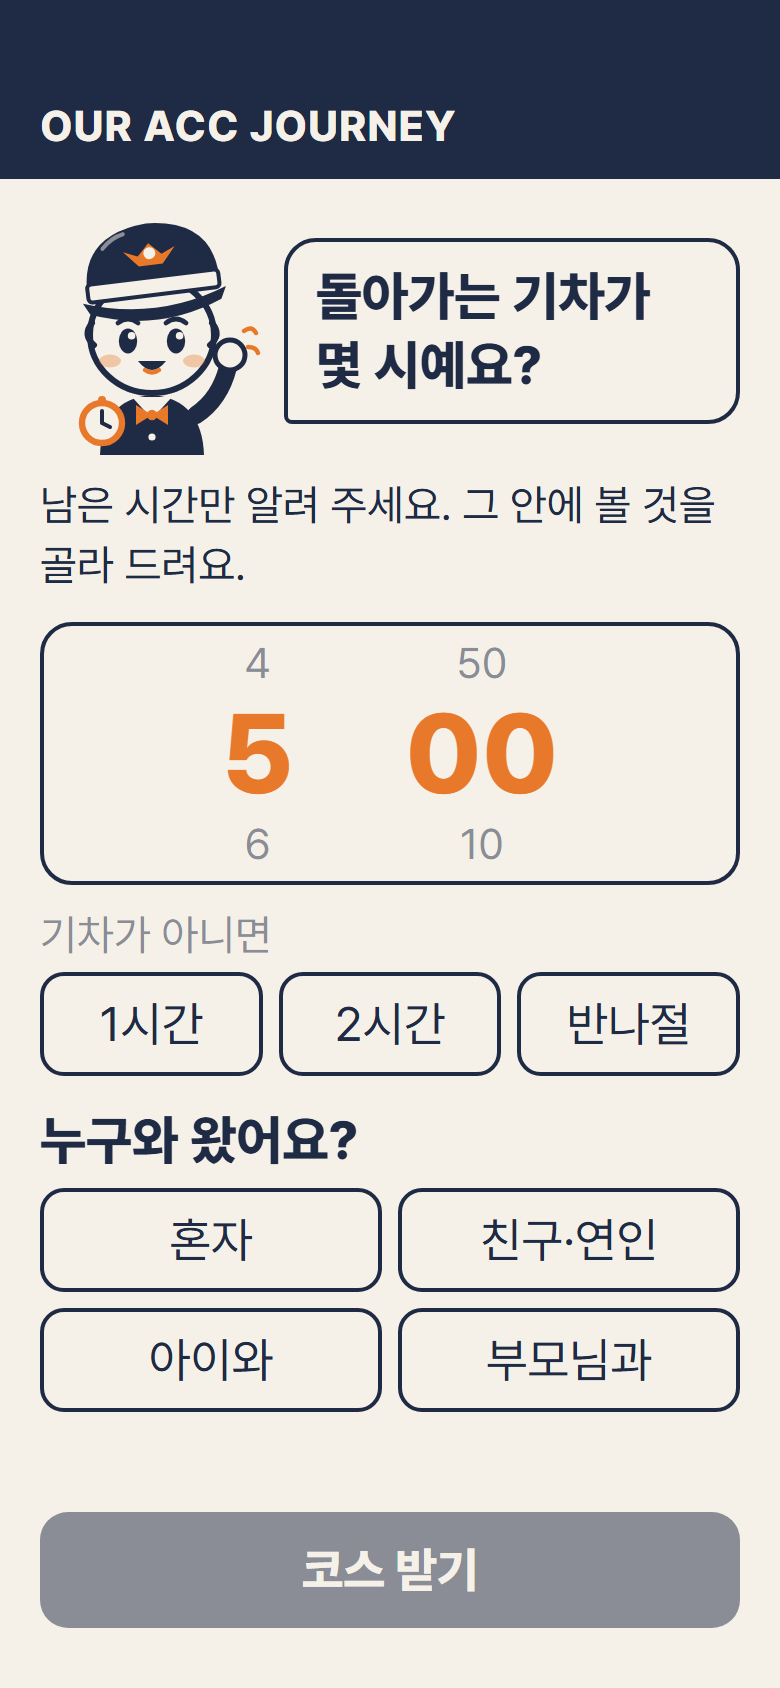 OUR ACC JOURNEY
돌아가는 기차가
몇 시예요?
남은 시간만 알려 주세요. 그 안에 볼 것을
골라 드려요.
4 50
5 00
6 10
기차가 아니면
1시간 2시간 반나절
누구와 왔어요?
혼자 친구·연인
아이와 부모님과
코스 받기